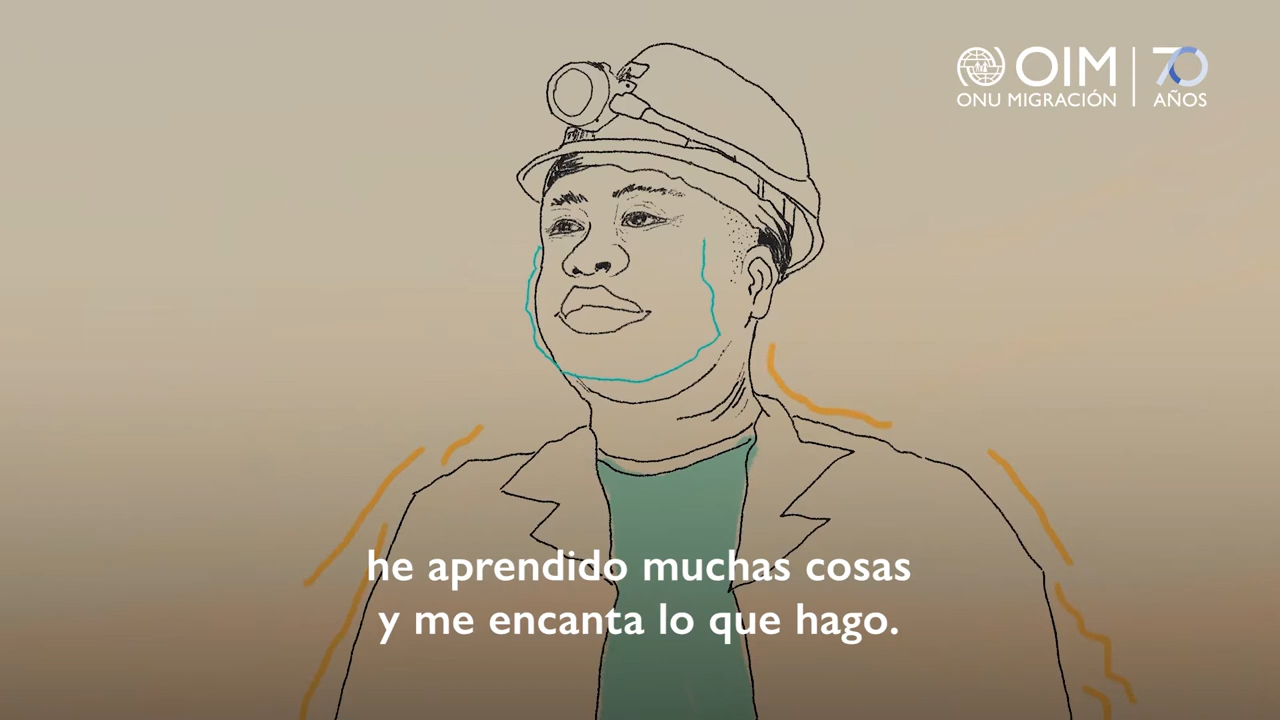 OIM
ONU MIGRACIÓN
70
AÑOS
he aprendido muchas cosas
y me encanta lo que hago.